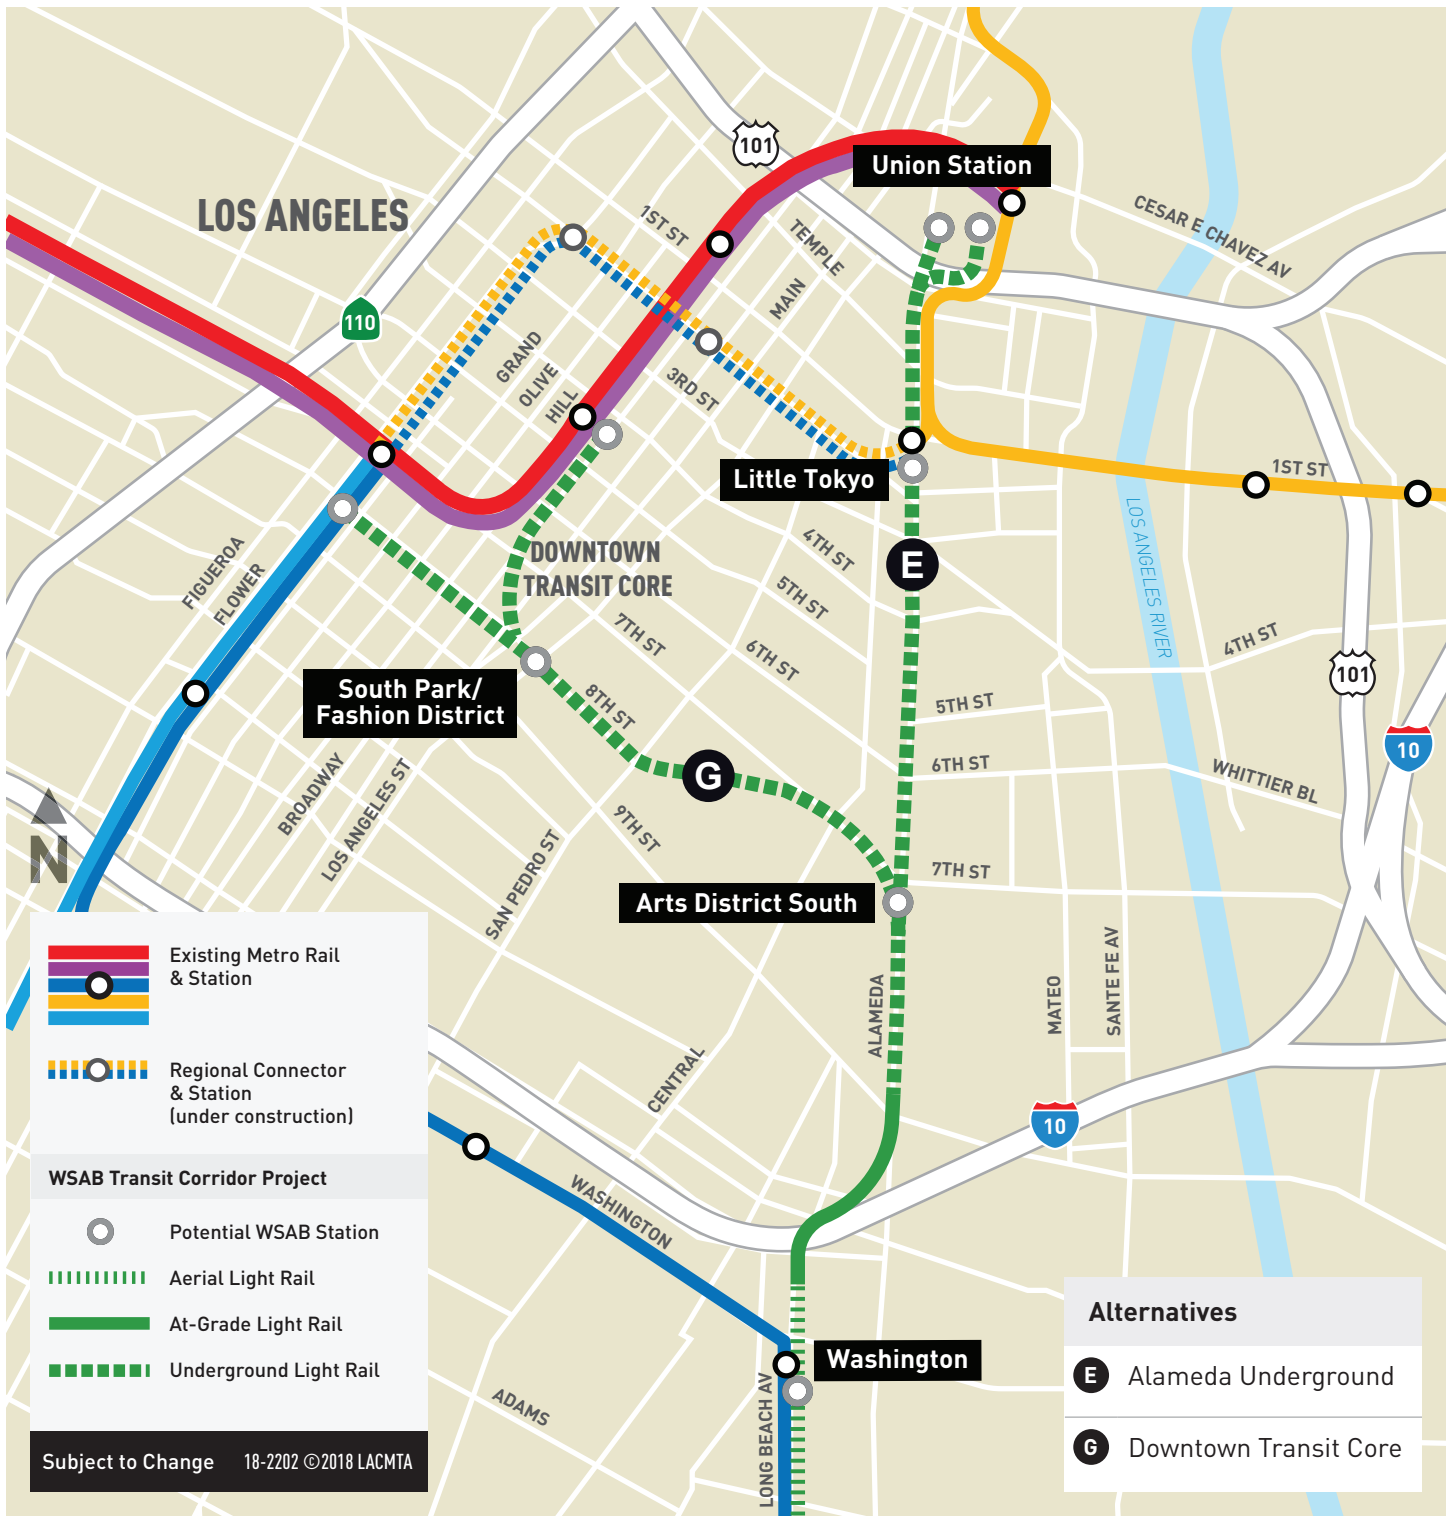 101
Union Station
LOS ANGELES
1ST ST
TEMPLE
MAIN
CESAR E CHAVEZ AV
110
GRAND
OLIVE
HILL
3RD ST
Little Tokyo
1ST ST
LOS ANGELES RIVER
DOWNTOWN
TRANSIT CORE
E
4TH ST
5TH ST
6TH ST
7TH ST
8TH ST
FIGUEROA
FLOWER
4TH ST
101
South Park/
Fashion District
5TH ST
6TH ST
10
WHITTIER BL
G
BROADWAY
LOS ANGELES ST
9TH ST
SAN PEDRO ST
7TH ST
N
Arts District South
ALAMEDA
MATEO
SANTE FE AV
CENTRAL
10
WASHINGTON
Washington
ADAMS
LONG BEACH AV
Existing Metro Rail
& Station
Regional Connector
& Station
(under construction)
WSAB Transit Corridor Project
Potential WSAB Station
Aerial Light Rail
At-Grade Light Rail
Underground Light Rail
Subject to Change 18-2202 ©2018 LACMTA
Alternatives
E Alameda Underground
G Downtown Transit Core